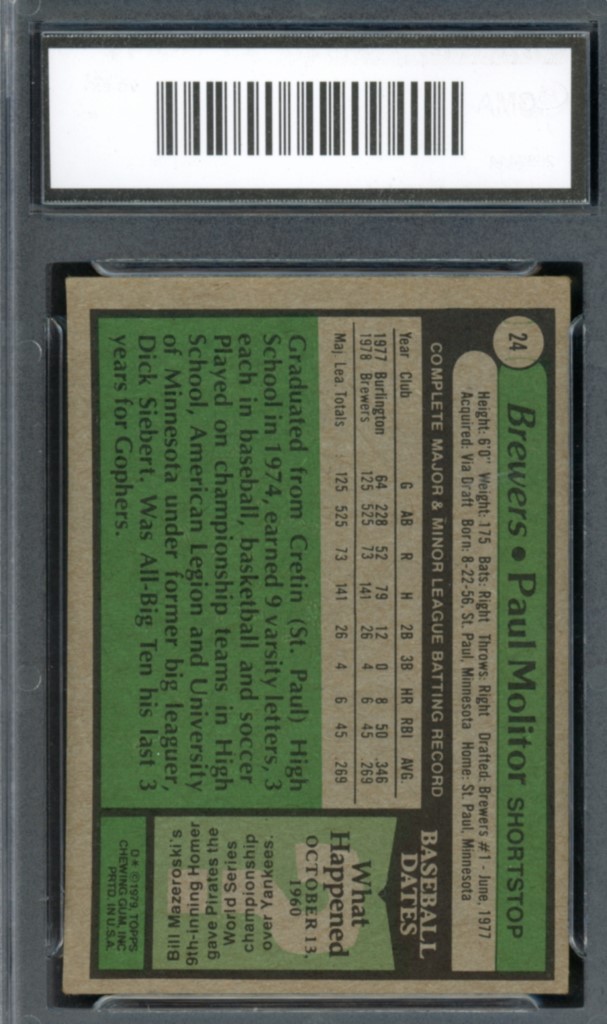 24
Brewers • Paul Molitor SHORTSTOP
Height: 6'0" Weight: 175 Bats: Right Throws: Right Drafted: Brewers #1 - June, 1977
Acquired: Via Draft Born: 8-22-56, St. Paul, Minnesota Home: St. Paul, Minnesota
COMPLETE MAJOR & MINOR LEAGUE BATTING RECORD
Year Club G AB R H 2B 3B HR RBI AVG.
1977 Burlington 64 228 52 79 12 0 8 50 .346
1978 Brewers 125 525 73 141 26 4 6 45 .269
Maj. Lea. Totals 125 525 73 141 26 4 6 45 .269
Graduated from Cretin (St. Paul) High
School in 1974, earned 9 varsity letters, 3
each in baseball, basketball and soccer
Played on championship teams in High
School, American Legion and University
of Minnesota under former big leaguer,
Dick Siebert. Was All-Big Ten his last 3
years for Gophers.
BASEBALL
DATES
What
Happened
OCTOBER 13,
1960
Bill Mazeroski's
9th-inning Homer
gave Pirates the
World Series
championship
over Yankees.
D* ©1979, TOPPS
CHEWING GUM, INC
PRTD. IN U.S.A.